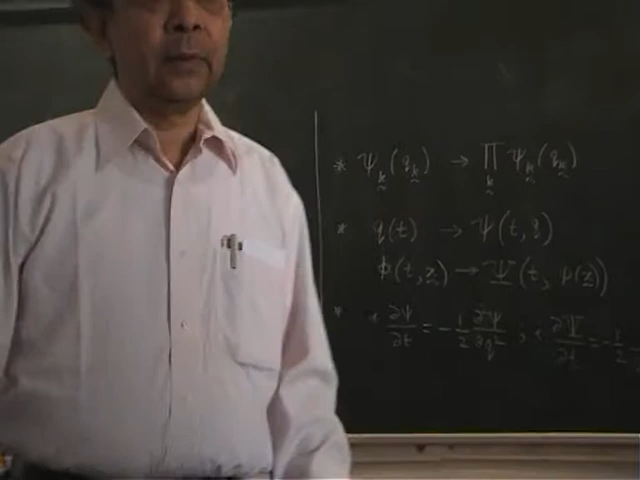 * ψ_k(q_k) → ∏_k ψ_k(q_k)
* q(t) → ψ(t, q)
ϕ(t, x) → Ψ(t, ϕ(x))
* i ∂ψ/∂t = -1/2 ∂²ψ/∂q² ; i ∂Ψ/∂t = -1/2